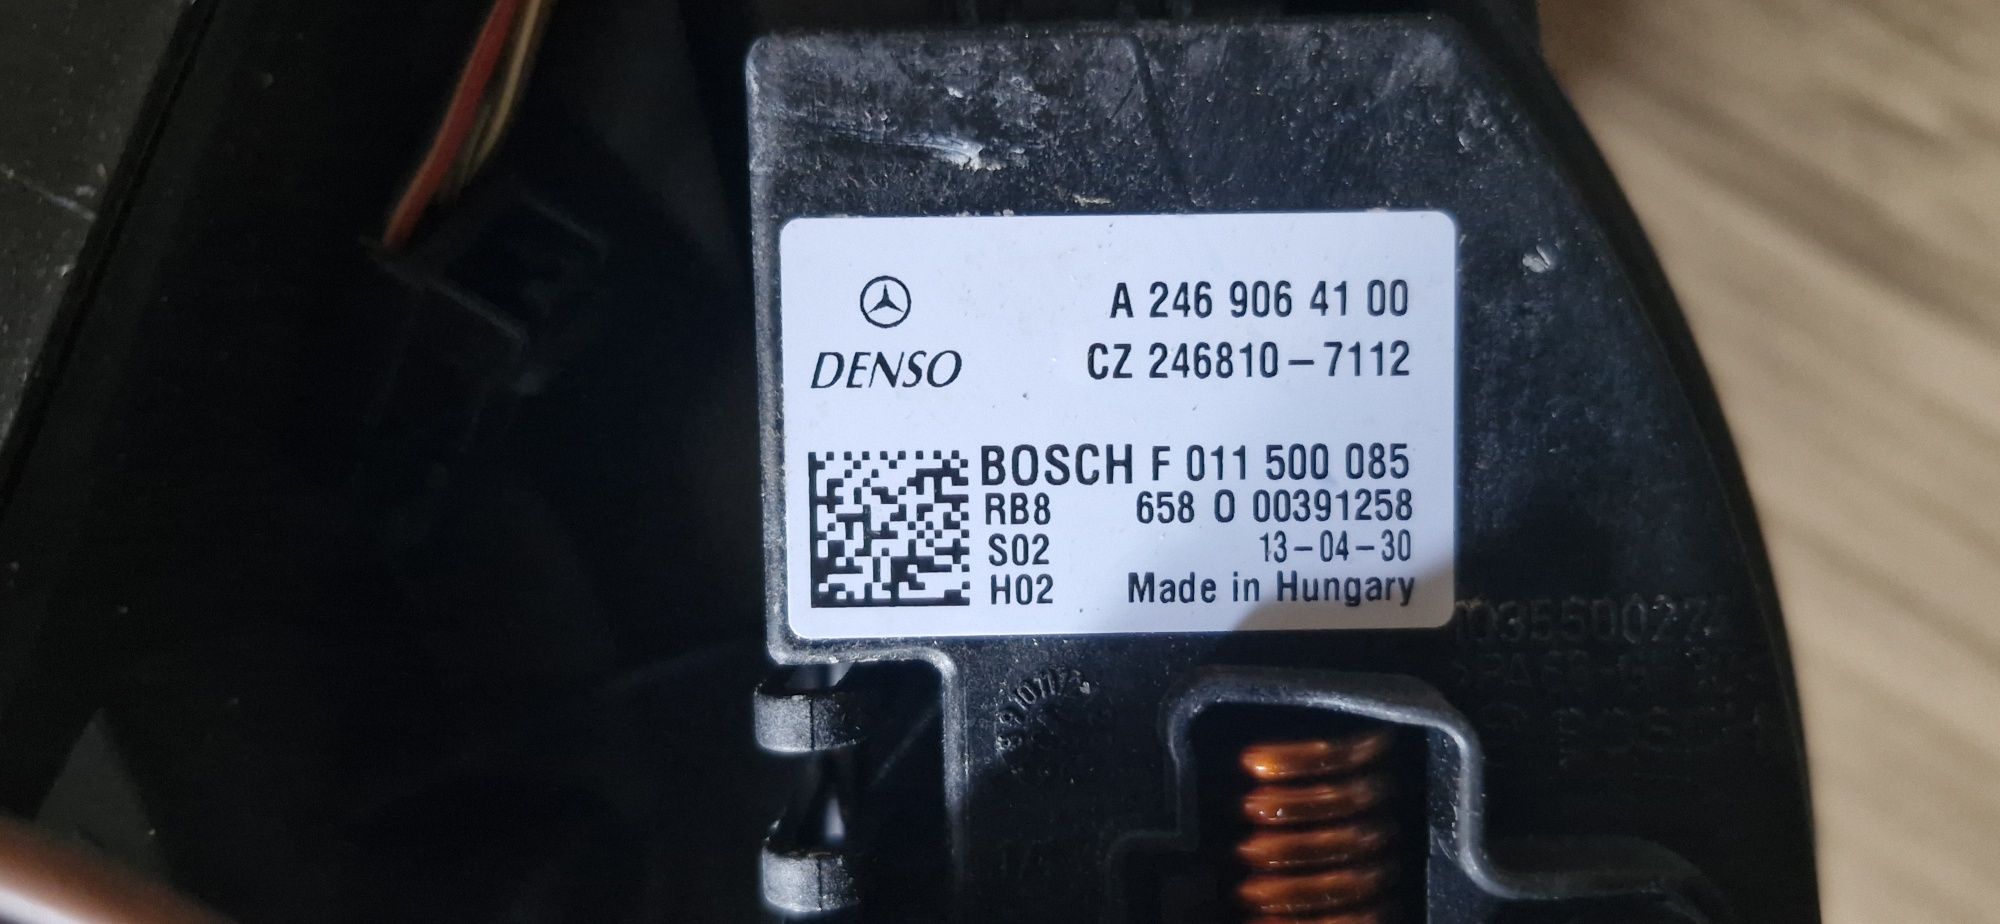 A 246 906 41 00
DENSO
CZ 246810-7112
BOSCH F 011 500 085
RB8 658 0 00391258
S02 13-04-30
H02 Made in Hungary